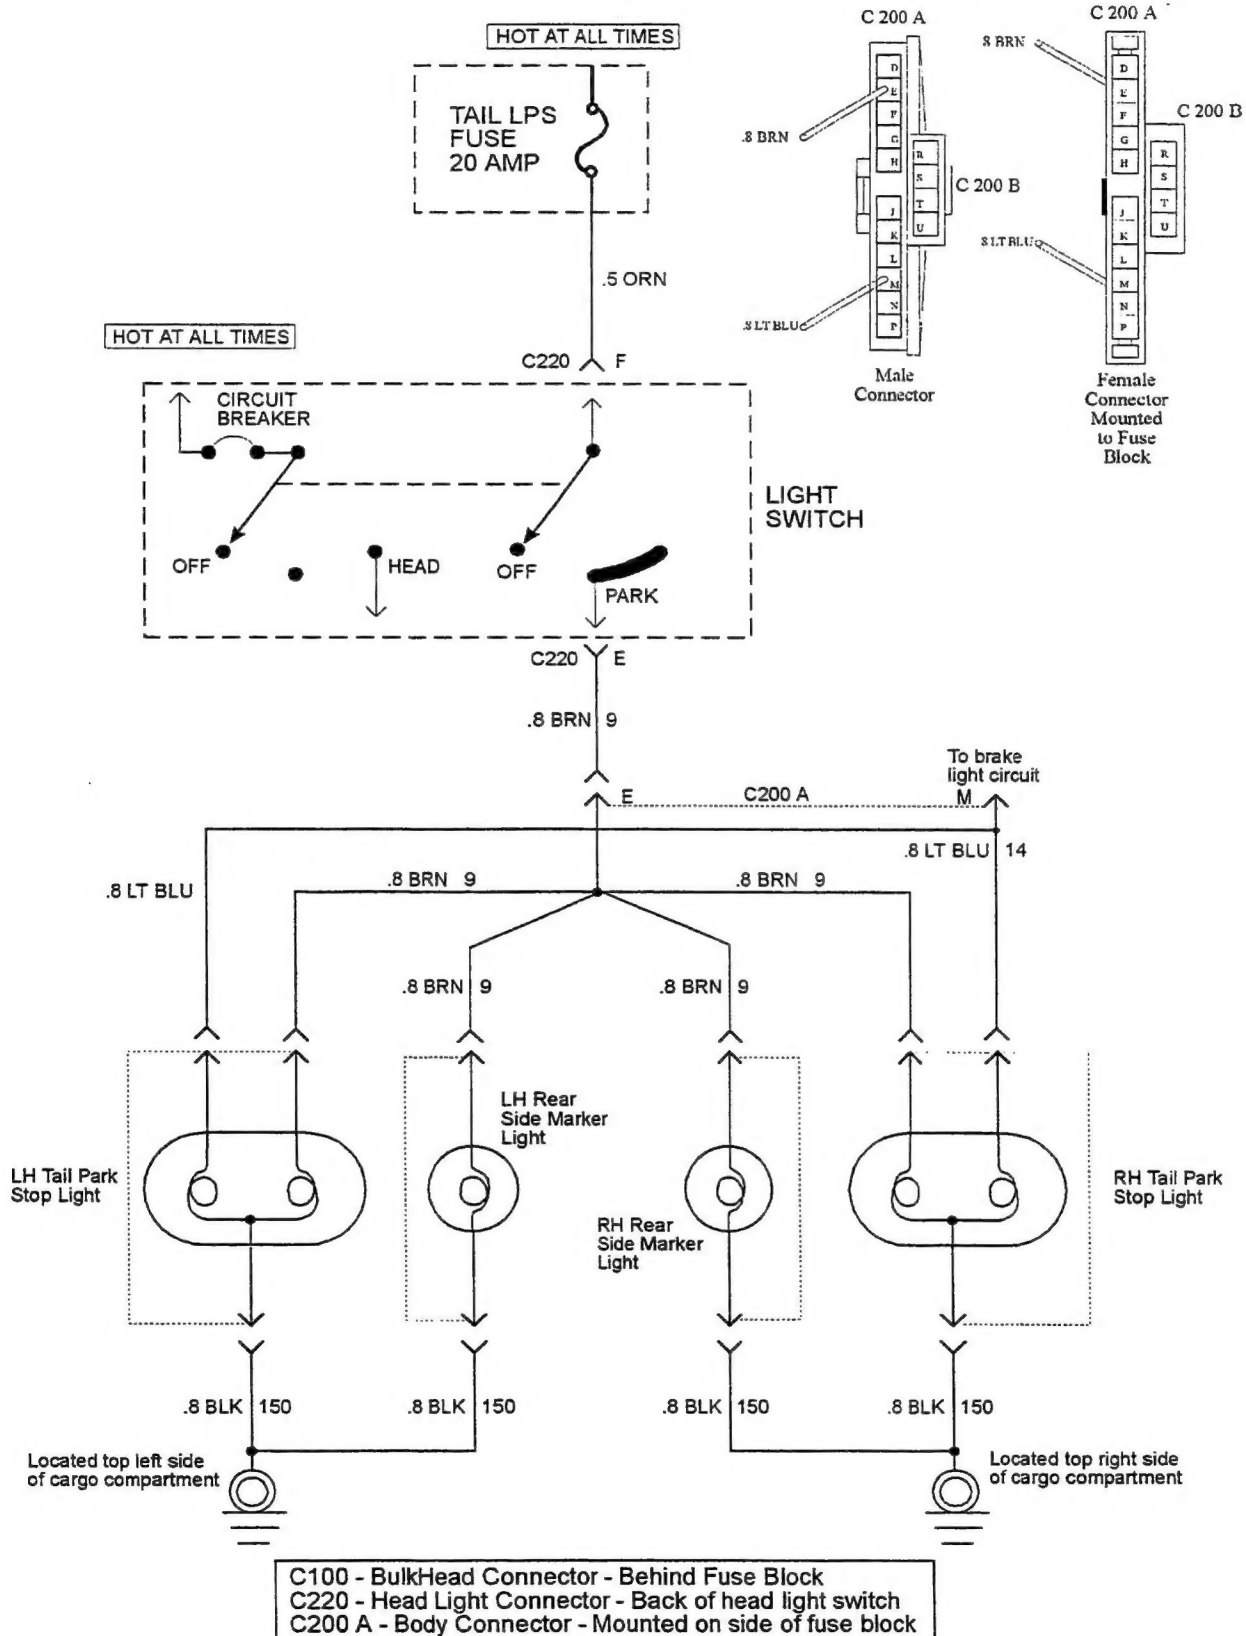 HOT AT ALL TIMES
TAIL LPS
FUSE
20 AMP
.5 ORN
C 200 A
D
E
F
G
H
J
K
L
M
N
P
R
S
T
U
.8 BRN
.8 LT BLU
C 200 B
Male
Connector
C 200 A
8 BRN
D
E
F
G
H
J
K
L
M
N
P
C 200 B
R
S
T
U
8 LT BLU
Female
Connector
Mounted
to Fuse
Block
HOT AT ALL TIMES
C220 F
CIRCUIT
BREAKER
OFF
HEAD
OFF
PARK
LIGHT
SWITCH
C220 E
.8 BRN 9
E
C200 A
M
To brake
light circuit
.8 LT BLU 14
.8 LT BLU
.8 BRN 9
.8 BRN 9
.8 BRN 9
.8 BRN 9
LH Rear
Side Marker
Light
LH Tail Park
Stop Light
RH Rear
Side Marker
Light
RH Tail Park
Stop Light
.8 BLK 150
.8 BLK 150
.8 BLK 150
.8 BLK 150
Located top left side
of cargo compartment
Located top right side
of cargo compartment
C100 - BulkHead Connector - Behind Fuse Block
C220 - Head Light Connector - Back of head light switch
C200 A - Body Connector - Mounted on side of fuse block